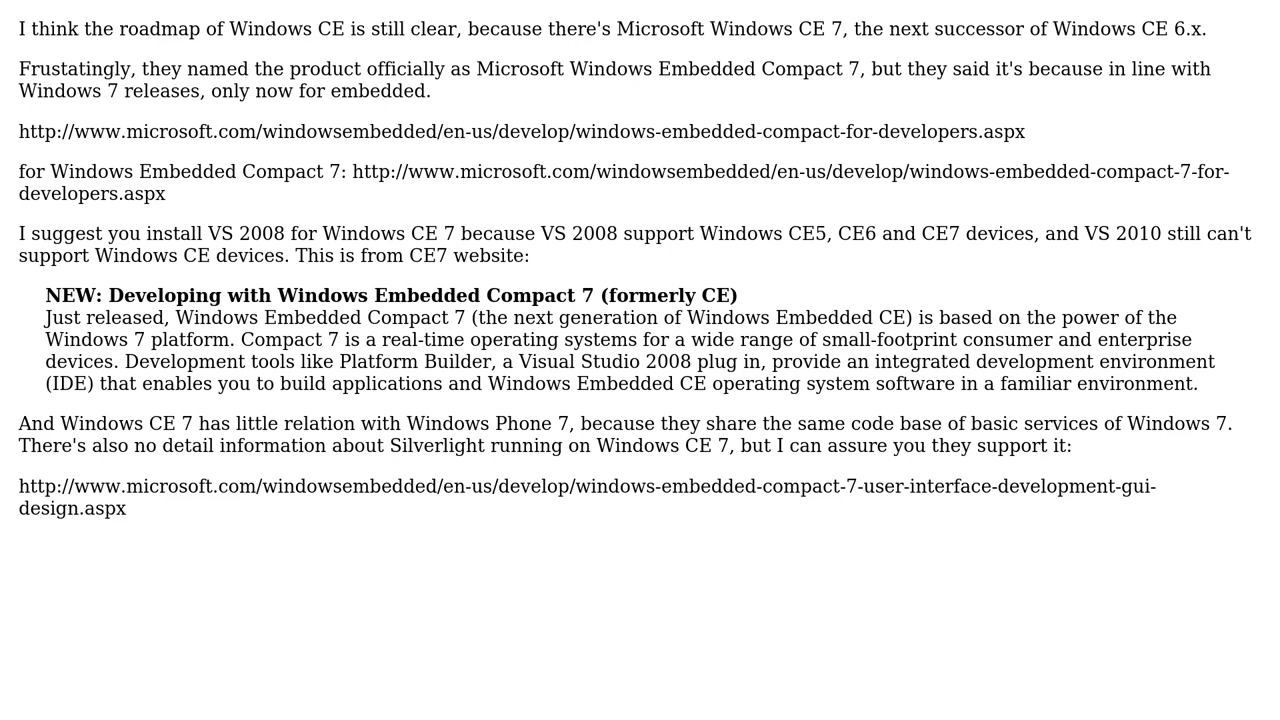 I think the roadmap of Windows CE is still clear, because there's Microsoft Windows CE 7, the next successor of Windows CE 6.x.
Frustatingly, they named the product officially as Microsoft Windows Embedded Compact 7, but they said it's because in line with
Windows 7 releases, only now for embedded.
http://www.microsoft.com/windowsembedded/en-us/develop/windows-embedded-compact-for-developers.aspx
for Windows Embedded Compact 7: http://www.microsoft.com/windowsembedded/en-us/develop/windows-embedded-compact-7-for-
developers.aspx
I suggest you install VS 2008 for Windows CE 7 because VS 2008 support Windows CE5, CE6 and CE7 devices, and VS 2010 still can't
support Windows CE devices. This is from CE7 website:
NEW: Developing with Windows Embedded Compact 7 (formerly CE)
Just released, Windows Embedded Compact 7 (the next generation of Windows Embedded CE) is based on the power of the
Windows 7 platform. Compact 7 is a real-time operating systems for a wide range of small-footprint consumer and enterprise
devices. Development tools like Platform Builder, a Visual Studio 2008 plug in, provide an integrated development environment
(IDE) that enables you to build applications and Windows Embedded CE operating system software in a familiar environment.
And Windows CE 7 has little relation with Windows Phone 7, because they share the same code base of basic services of Windows 7.
There's also no detail information about Silverlight running on Windows CE 7, but I can assure you they support it:
http://www.microsoft.com/windowsembedded/en-us/develop/windows-embedded-compact-7-user-interface-development-gui-
design.aspx